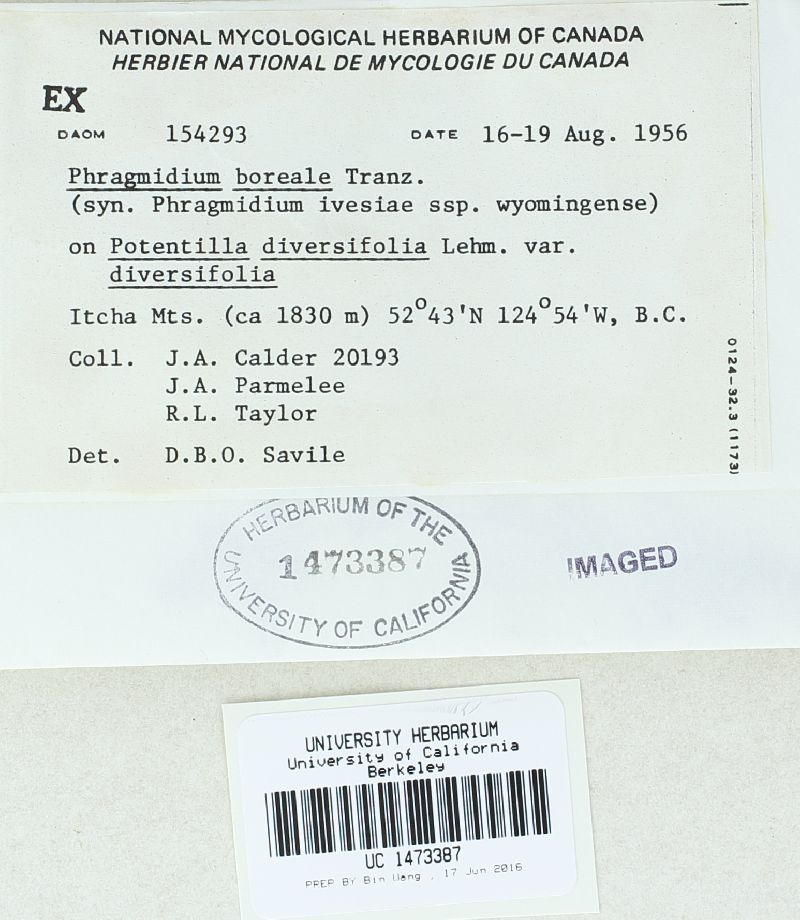 NATIONAL MYCOLOGICAL HERBARIUM OF CANADA
HERBIER NATIONAL DE MYCOLOGIE DU CANADA
EX
DAOM 154293 DATE 16-19 Aug. 1956
Phragmidium boreale Tranz.
(syn. Phragmidium ivesiae ssp. wyomingense)
on Potentilla diversifolia Lehm. var.
diversifolia
Itcha Mts. (ca 1830 m) 52°43'N 124°54'W, B.C.
Coll. J.A. Calder 20193
J.A. Parmelee
R.L. Taylor
Det. D.B.O. Savile
0124-32.3 (1173)
HERBARIUM OF THE
1473387
UNIVERSITY OF CALIFORNIA
IMAGED
UNIVERSITY HERBARIUM
University of California
Berkeley
UC 1473387
PREP BY Bin Wang , 17 Jun 2016